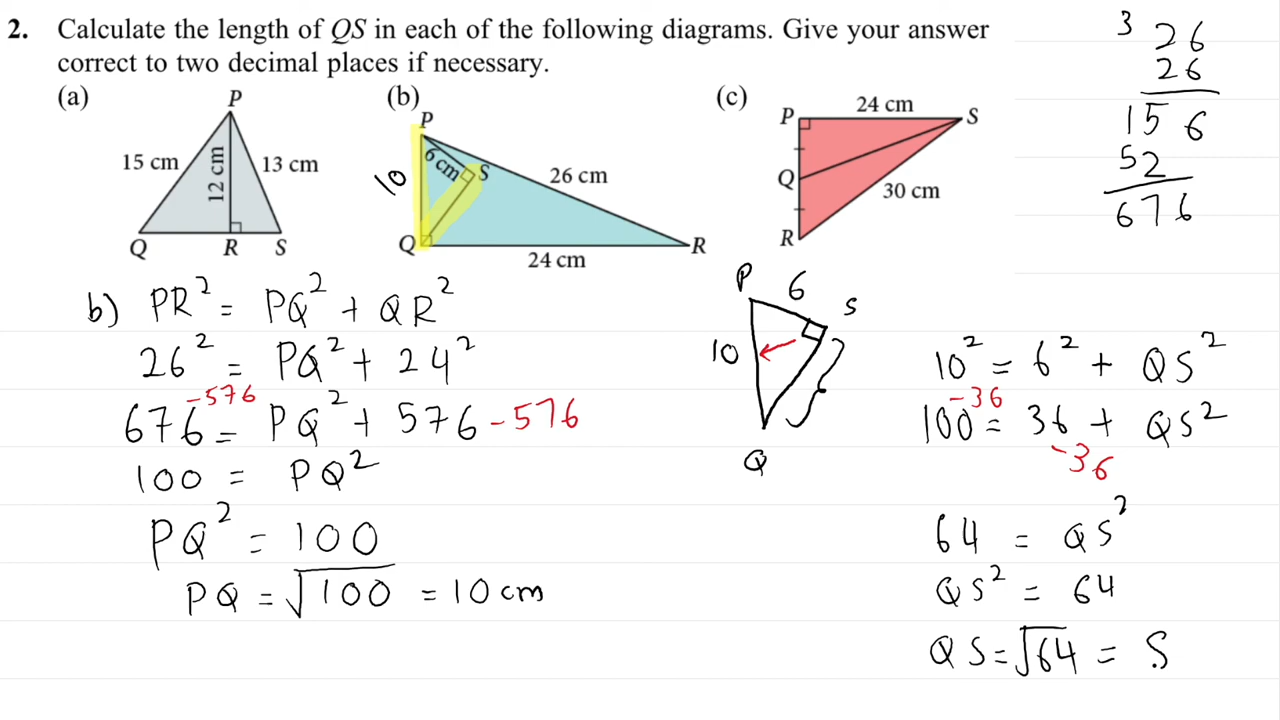 2. Calculate the length of QS in each of the following diagrams. Give your answer
correct to two decimal places if necessary.
(a)
P
15 cm
12 cm
13 cm
Q
R
S
(b)
P
10
6 cm
S
26 cm
Q
24 cm
R
(c)
P
24 cm
S
Q
30 cm
R
3
26
26
156
52
676
b) PR² = PQ² + QR²
26² = PQ² + 24²
-576
676 = PQ² + 576 -576
100 = PQ²
PQ² = 100
PQ = √100 = 10 cm
P
6
S
10
Q
10² = 6² + QS²
-36
100 = 36 + QS²
-36
64 = QS²
QS² = 64
QS = √64 =